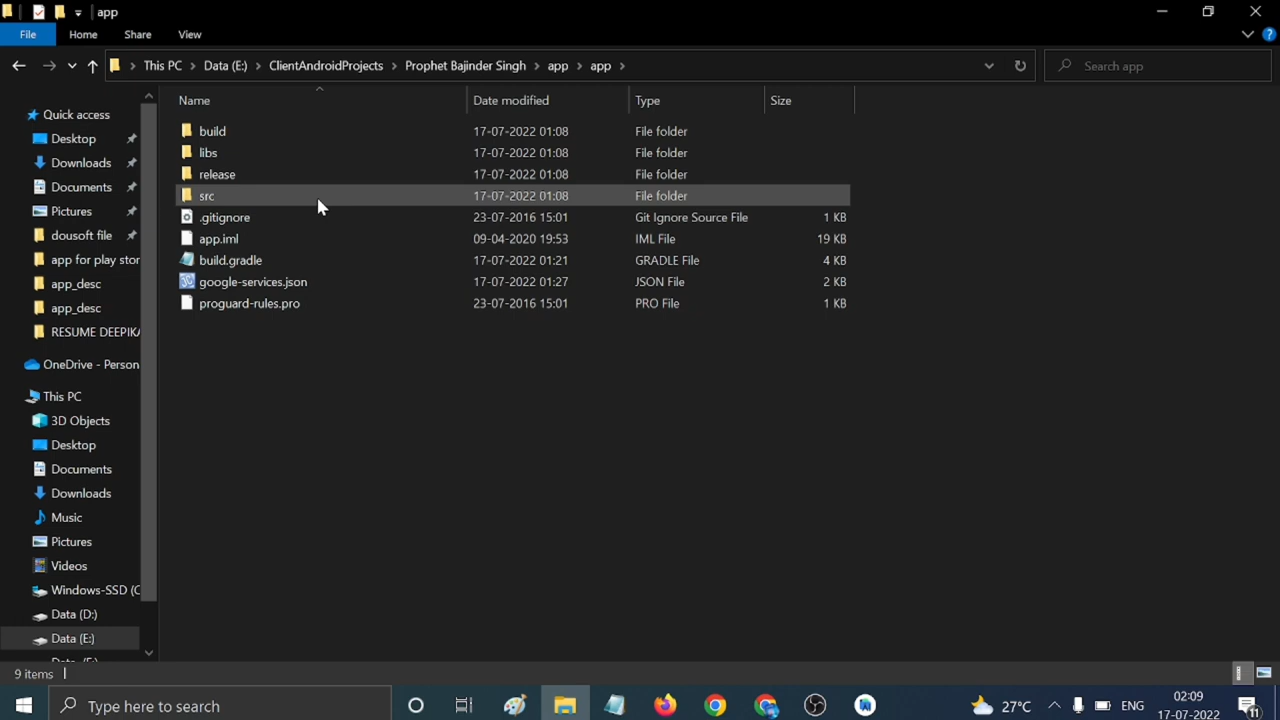 app
File Home Share View
This PC Data (E:) ClientAndroidProjects Prophet Bajinder Singh app app Search app
Name Date modified Type Size
Quick access
Desktop
Downloads
Documents
Pictures
dousoft file
app for play stor
app_desc
app_desc
RESUME DEEPIKA
OneDrive - Person
This PC
3D Objects
Desktop
Documents
Downloads
Music
Pictures
Videos
Windows-SSD (C
Data (D:)
Data (E:)
build 17-07-2022 01:08 File folder
libs 17-07-2022 01:08 File folder
release 17-07-2022 01:08 File folder
src 17-07-2022 01:08 File folder
.gitignore 23-07-2016 15:01 Git Ignore Source File 1 KB
app.iml 09-04-2020 19:53 IML File 19 KB
build.gradle 17-07-2022 01:21 GRADLE File 4 KB
google-services.json 17-07-2022 01:27 JSON File 2 KB
proguard-rules.pro 23-07-2016 15:01 PRO File 1 KB
9 items
Type here to search 27°C ENG 02:09
17-07-2022 11